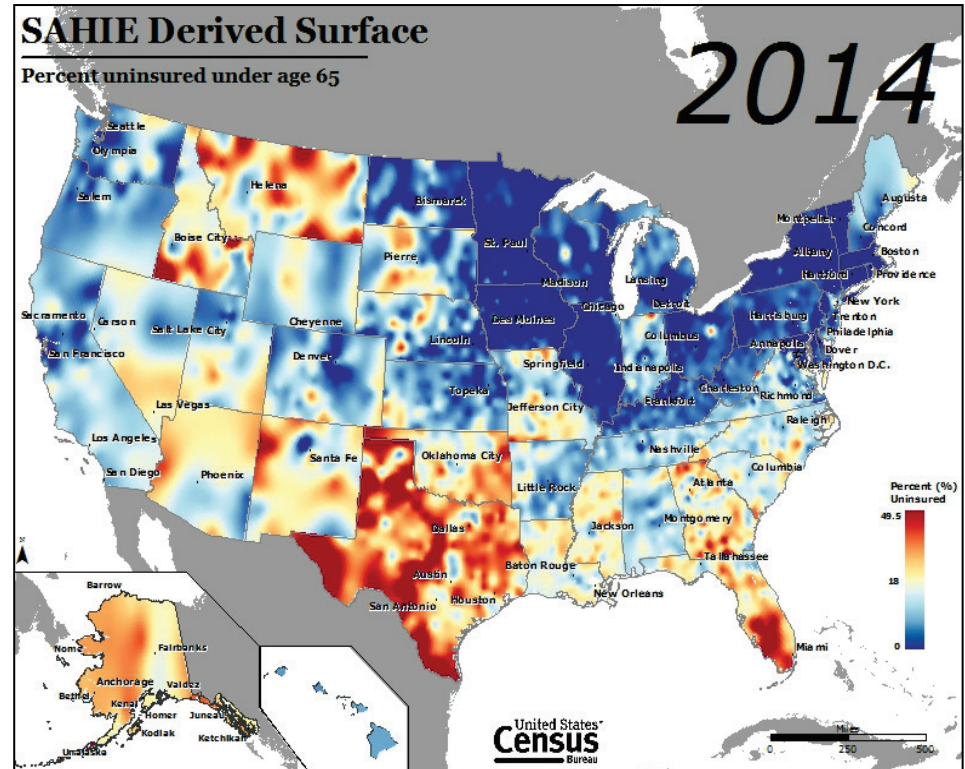 SAHIE Derived Surface
Percent uninsured under age 65
2014
Seattle
Olympia
Salem
Helena
Boise City
Bismarck
Pierre
St. Paul
Madison
Lansing
Detroit
Chicago
Des Moines
Augusta
Montpelier
Concord
Albany
Boston
Hartford
Providence
New York
Trenton
Harrisburg
Philadelphia
Annapolis
Dover
Washington D.C.
Sacramento
Carson
San Francisco
Salt Lake City
Cheyenne
Denver
Lincoln
Topeka
Springfield
Indianapolis
Columbus
Jefferson City
Frankfort
Charleston
Richmond
Raleigh
Las Vegas
Los Angeles
San Diego
Phoenix
Santa Fe
Oklahoma City
Little Rock
Nashville
Columbia
Atlanta
Montgomery
Jackson
Tallahassee
Dallas
Austin
San Antonio
Houston
Baton Rouge
New Orleans
Miami
Percent (%)
Uninsured
49.5
18
0
Barrow
Nome
Fairbanks
Anchorage
Bethel
Valdez
Kenai
Homer
Juneau
Kodiak
Ketchikan
Unalaska
United States
Census
Bureau
Miles
0 250 500